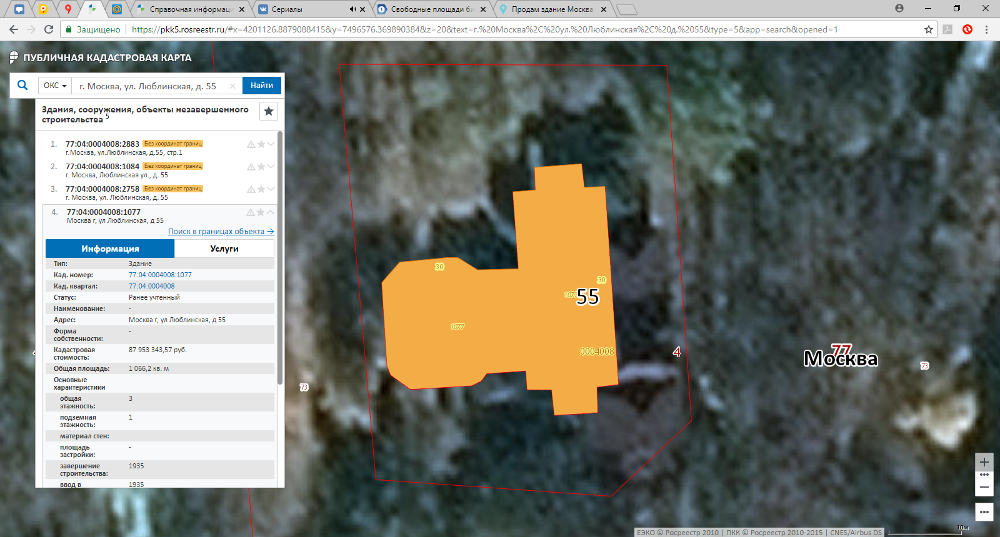 Справочная информаци
Сериалы
Свободные площади би
Продам здание Москва,
Защищено
https://pkk5.rosreestr.ru/#x=4201126.88790884415&y=7496576.369890384&z=20&text=г.%20Москва%2C%20ул.%20Люблинская%2C%20д.%2055&type=5&app=search&opened=1
ПУБЛИЧНАЯ КАДАСТРОВАЯ КАРТА
ОКС
г. Москва, ул. Люблинская, д. 55
Найти
Здания, сооружения, объекты незавершенного
строительства 5
1. 77:04:0004008:2883 Без координат границ
г.Москва, ул.Люблинская, д.55, стр.1
2. 77:04:0004008:1084 Без координат границ
г. Москва, Люблинская ул., д. 55
3. 77:04:0004008:2758 Без координат границ
г. Москва, ул. Люблинская, д. 55
4. 77:04:0004008:1077
Москва г, ул Люблинская, д 55
Поиск в границах объекта →
Информация
Услуги
Тип: Здание
Кад. номер: 77:04:0004008:1077
Кад. квартал: 77:04:0004008
Статус: Ранее учтенный
Наименование: -
Адрес: Москва г, ул Люблинская, д 55
Форма собственности: -
Кадастровая стоимость: 87 953 343,57 руб.
Общая площадь: 1 066,2 кв. м
Основные характеристики
общая этажность: 3
подземная этажность: 1
материал стен:
площадь застройки: -
завершение строительства: 1935
ввод в 1935
30
30
1077
55
1077
0004008
4
77
Москва
73
73
10м
ЕЭКО © Росреестр 2010 | ПКК © Росреестр 2010-2015 | CNES/Airbus DS